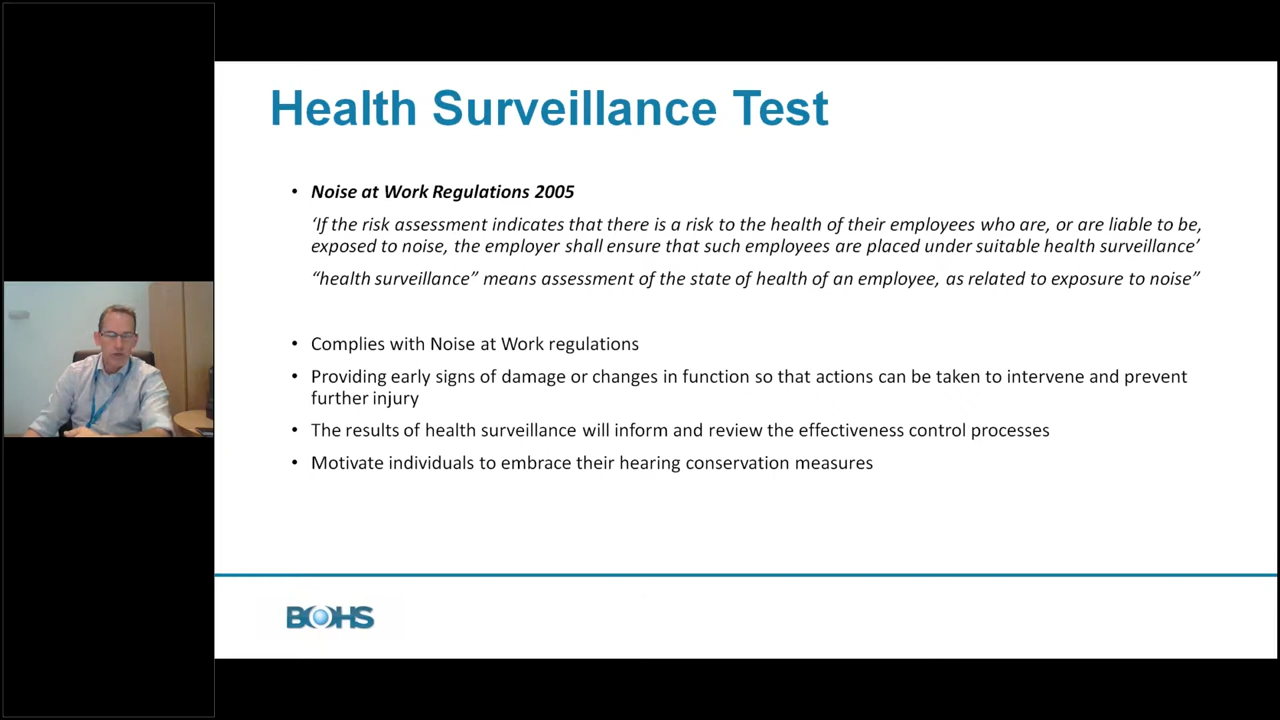 Health Surveillance Test
• Noise at Work Regulations 2005
‘If the risk assessment indicates that there is a risk to the health of their employees who are, or are liable to be,
exposed to noise, the employer shall ensure that such employees are placed under suitable health surveillance’
“health surveillance” means assessment of the state of health of an employee, as related to exposure to noise”
• Complies with Noise at Work regulations
• Providing early signs of damage or changes in function so that actions can be taken to intervene and prevent
further injury
• The results of health surveillance will inform and review the effectiveness control processes
• Motivate individuals to embrace their hearing conservation measures
BOHS